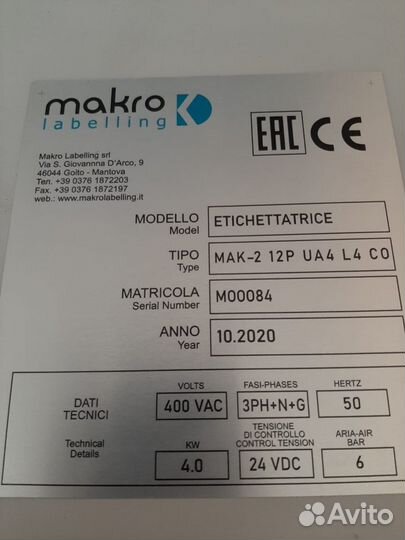 makro
labelling
EAC CE
Makro Labelling srl
Via S. Giovannna D'Arco, 9
46044 Goito - Mantova
Ten. +39 0376 1872203
Fax. +39 0376 1872197
web.: www.makrolabelling.it
MODELLO ETICHETTATRICE
Model
TIPO MAK-2 12P UA4 L4 CO
Type
MATRICOLA M00084
Serial Number
ANNO 10.2020
Year
DATI
TECNICI
Technical
Details
VOLTS FASI-PHASES HERTZ
400 VAC 3PH+N+G 50
KW TENSIONE
DI CONTROLLO
CONTROL TENSION ARIA-AIR
BAR
4.0 24 VDC 6
Avito